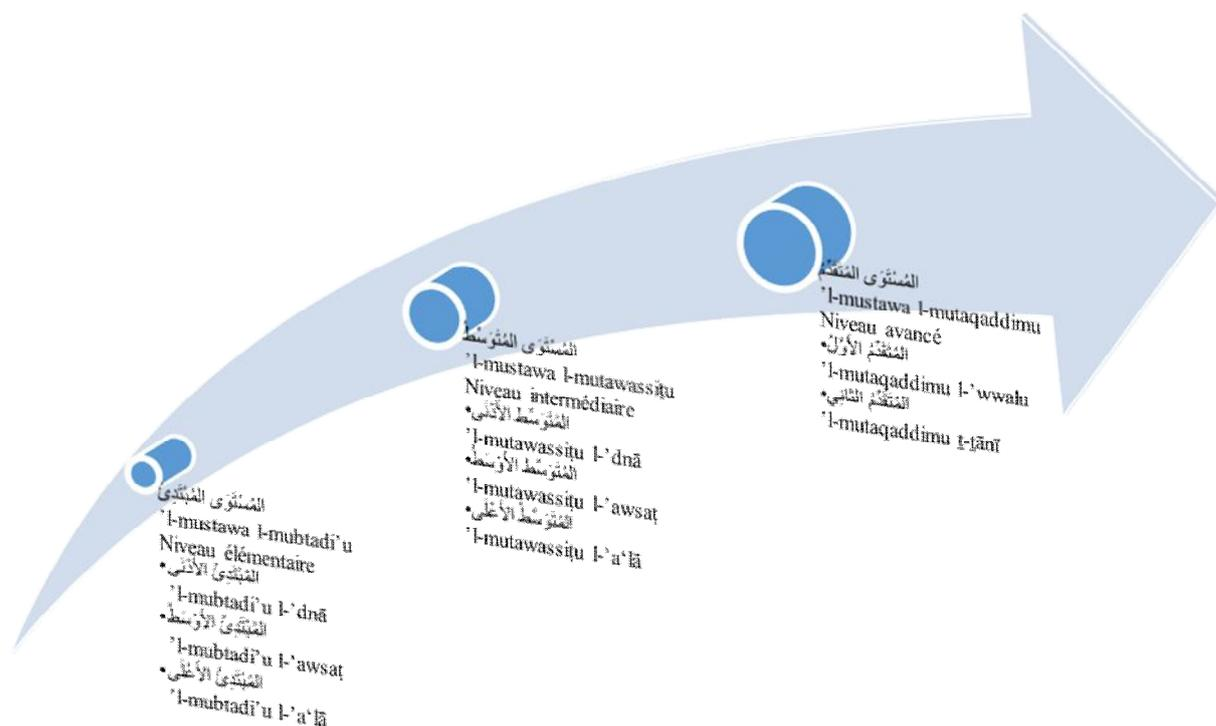 المُسْتَوَى المُبْتَدِئُ
’l-mustawa l-mubtadi’u
Niveau élémentaire
•المُبْتَدِئُ الأَدْنَى
’l-mubtadi’u l-’dnā
•المُبْتَدِئُ الأَوْسَطُ
’l-mubtadi’u l-’awsaṭ
•المُبْتَدِئُ الأَعْلَى
’l-mubtadi’u l-’a‘lā
المُسْتَوَى المُتَوَسِّطُ
’l-mustawa l-mutawassiṭu
Niveau intermédiaire
•المُتَوَسِّط الأَدْنَى
’l-mutawassiṭu l-’dnā
•المُتَوَسِّط الأَوْسَطُ
’l-mutawassiṭu l-’awsaṭ
•المُتَوَسِّطُ الأَعْلَى
’l-mutawassiṭu l-’a‘lā
المُسْتَوَى المُتَقَدِّمُ
’l-mustawa l-mutaqaddimu
Niveau avancé
•المُتَقَدِّمُ الأَوَّلُ
’l-mutaqaddimu l-’wwalu
•المُتَقَدِّمُ الثَّانِي
’l-mutaqaddimu ṯ-ṯānī